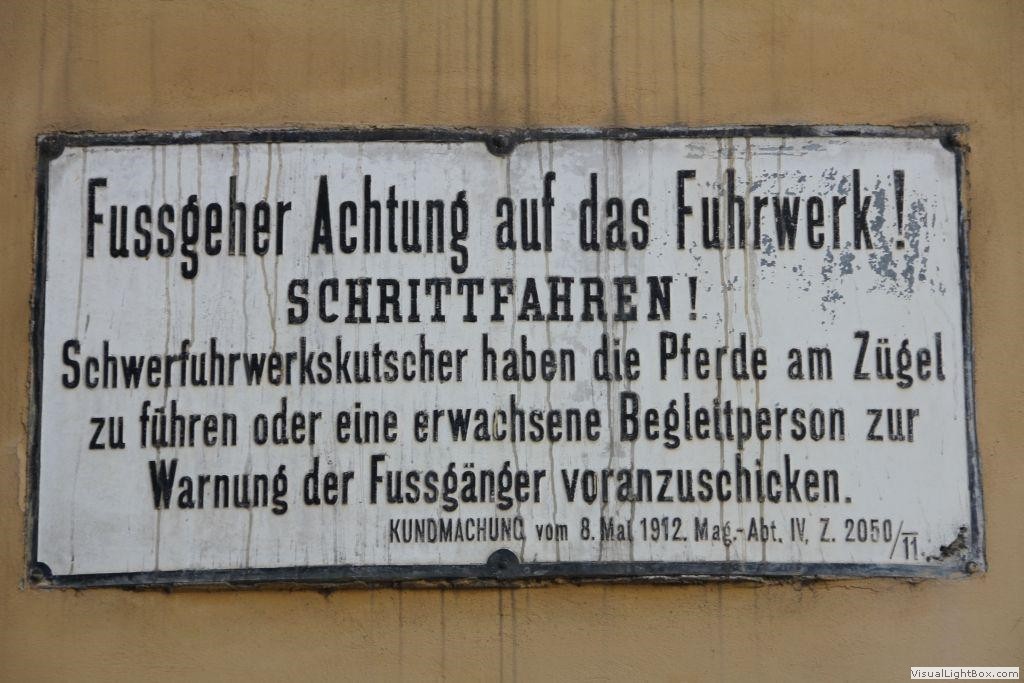 Fussgeher Achtung auf das Fuhrwerk!
SCHRITTFAHREN!
Schwerfuhrwerkskutscher haben die Pferde am Zügel
zu führen oder eine erwachsene Begleitperson zur
Warnung der Fussgänger voranzuschicken.
KUNDMACHUNG vom 8. Mai 1912. Mag.-Abt. IV, Z. 2050/II.
VisualLightBox.com